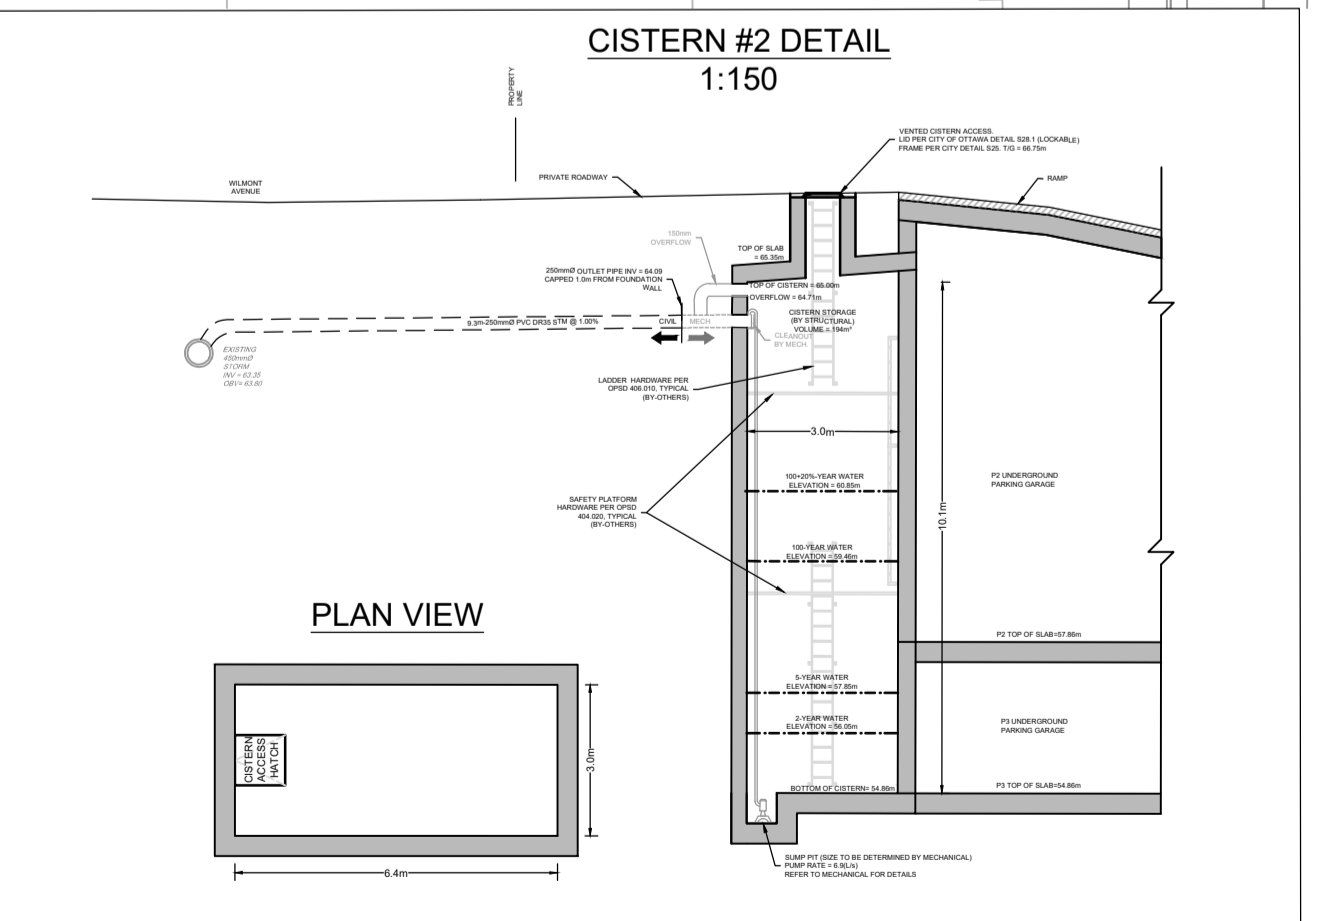 CISTERN #2 DETAIL
1:150
PROPERTY
LINE
VENTED CISTERN ACCESS.
LID PER CITY OF OTTAWA DETAIL S28.1 (LOCKABLE)
FRAME PER CITY DETAIL S25. T/G = 66.75m
WILMONT
AVENUE
PRIVATE ROADWAY
RAMP
150mm
OVERFLOW
TOP OF SLAB
= 65.35m
250mmØ OUTLET PIPE INV = 64.09
CAPPED 1.0m FROM FOUNDATION
WALL
TOP OF CISTERN = 65.00m
OVERFLOW = 64.71m
CISTERN STORAGE
(BY STRUCTURAL)
VOLUME = 194m³
9.3m-250mmØ PVC DR35 STM @ 1.00%
CIVIL
MECH
CLEANOUT
BY MECH.
EXISTING
450mmØ
STORM
INV = 63.35
OBV= 63.80
LADDER HARDWARE PER
OPSD 406.010, TYPICAL
(BY-OTHERS)
3.0m
100+20%-YEAR WATER
ELEVATION = 60.85m
P2 UNDERGROUND
PARKING GARAGE
SAFETY PLATFORM
HARDWARE PER OPSD
404.020, TYPICAL
(BY-OTHERS)
10.1m
100-YEAR WATER
ELEVATION = 59.46m
PLAN VIEW
P2 TOP OF SLAB=57.86m
5-YEAR WATER
ELEVATION = 57.85m
2-YEAR WATER
ELEVATION = 56.05m
P3 UNDERGROUND
PARKING GARAGE
CISTERN
ACCESS
HATCH
3.0m
BOTTOM OF CISTERN= 54.86m
P3 TOP OF SLAB=54.86m
6.4m
SUMP PIT (SIZE TO BE DETERMINED BY MECHANICAL)
PUMP RATE = 6.9(L/s)
REFER TO MECHANICAL FOR DETAILS